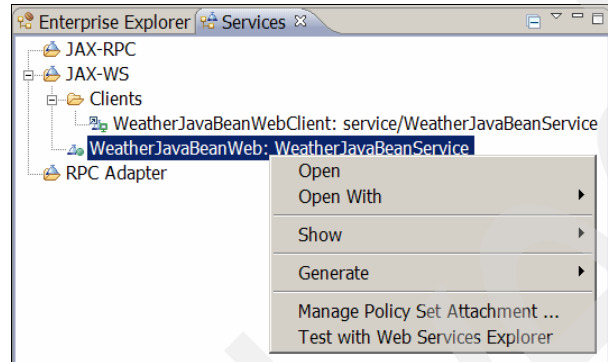 Enterprise Explorer Services
JAX-RPC
JAX-WS
Clients
WeatherJavaBeanWebClient: service/WeatherJavaBeanService
WeatherJavaBeanWeb: WeatherJavaBeanService
RPC Adapter
Open
Open With
Show
Generate
Manage Policy Set Attachment ...
Test with Web Services Explorer